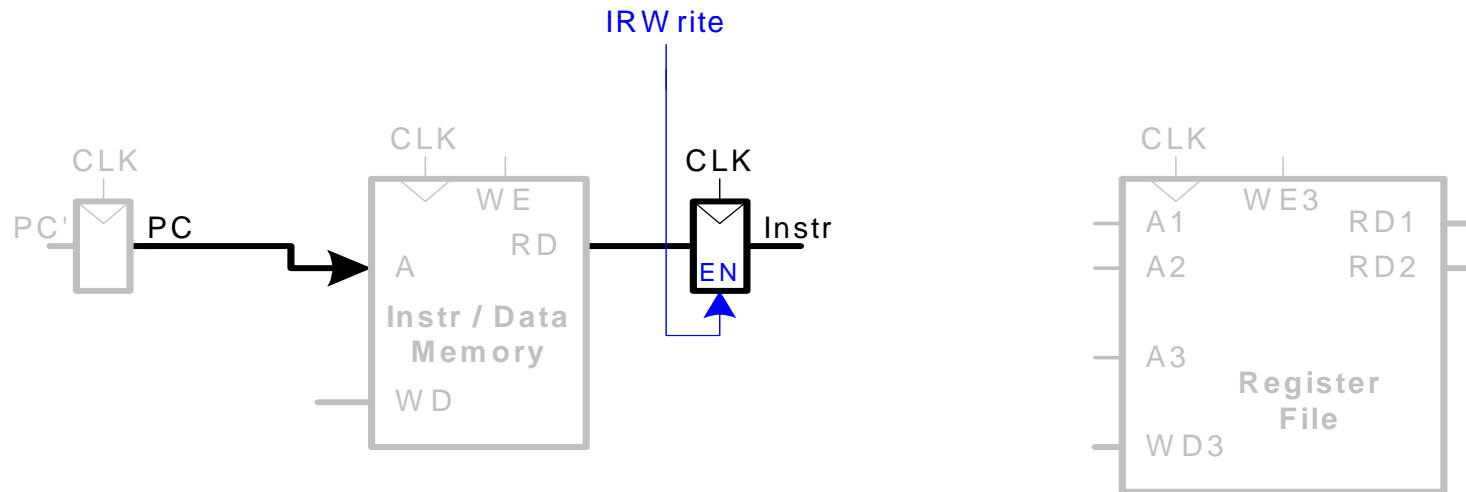 IRWrite
CLK
PC'
PC
CLK
WE
A
RD
Instr / Data
Memory
WD
CLK
Instr
EN
CLK
WE3
A1
RD1
A2
RD2
A3
Register
File
WD3